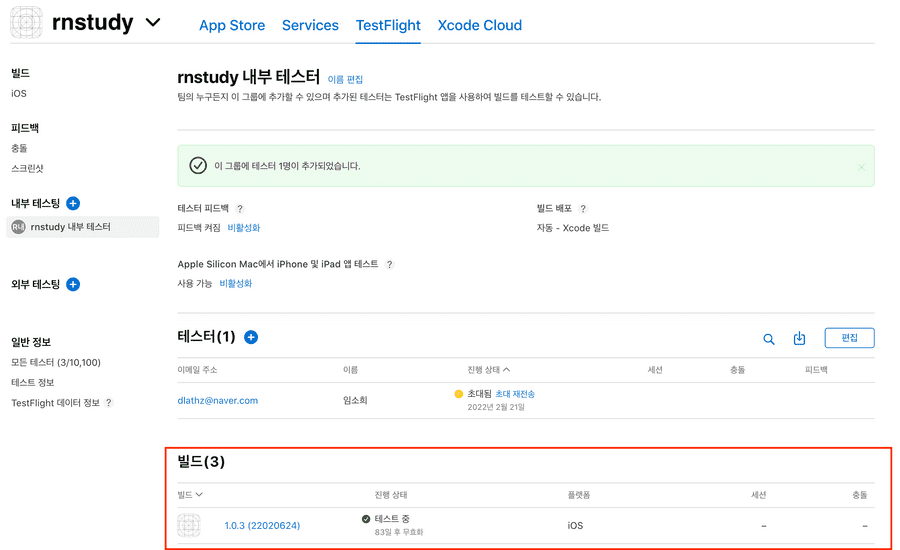 rnstudy
App Store Services TestFlight Xcode Cloud
빌드
iOS
피드백
충돌
스크린샷
내부 테스팅
R내 rnstudy 내부 테스터
외부 테스팅
일반 정보
모든 테스터 (3/10,100)
테스트 정보
TestFlight 데이터 정보 ?
rnstudy 내부 테스터 이름 편집
팀의 누구든지 이 그룹에 추가할 수 있으며 추가된 테스터는 TestFlight 앱을 사용하여 빌드를 테스트할 수 있습니다.
이 그룹에 테스터 1명이 추가되었습니다.
테스터 피드백 ? 빌드 배포 ?
피드백 켜짐 비활성화 자동 - Xcode 빌드
Apple Silicon Mac에서 iPhone 및 iPad 앱 테스트 ?
사용 가능 비활성화
테스터(1) 편집
이메일 주소 이름 진행 상태 세션 충돌 피드백
dlathz@naver.com 임소희 초대됨 초대 재전송
2022년 2월 21일
빌드(3)
빌드 진행 상태 플랫폼 세션 충돌
1.0.3 (22020624) 테스트 중 iOS – –
83일 후 무효화